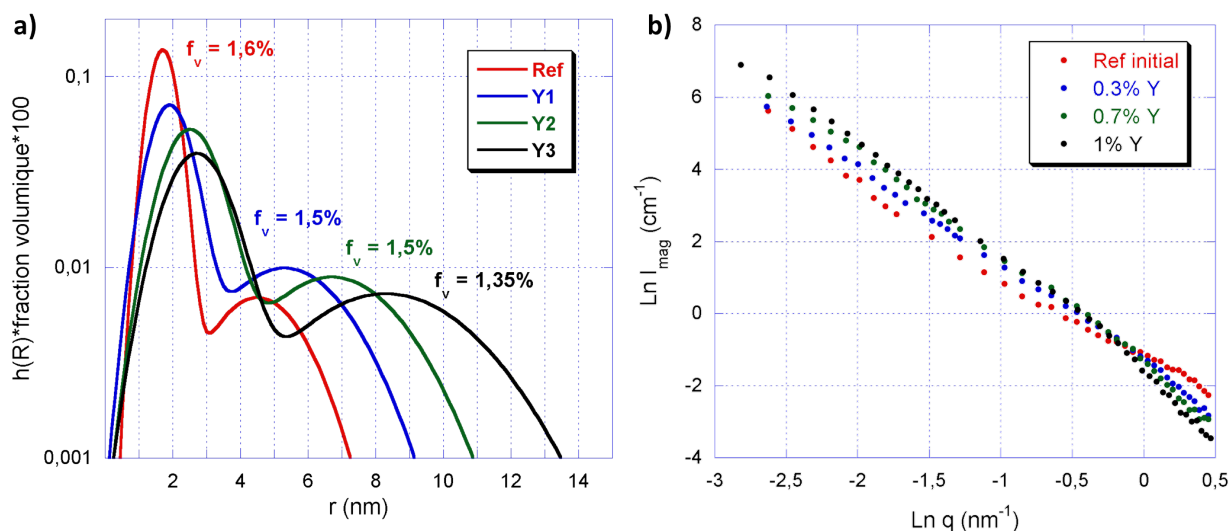 a)
h(R)*fraction volumique*100
0,1
0,01
0,001
f_v = 1,6%
f_v = 1,5%
f_v = 1,5%
f_v = 1,35%
Ref
Y1
Y2
Y3
2 4 6 8 10 12 14
r (nm)
b)
Ln I_mag (cm⁻¹)
8
6
4
2
0
-2
-4
Ref initial
0.3% Y
0.7% Y
1% Y
-3 -2,5 -2 -1,5 -1 -0,5 0 0,5
Ln q (nm⁻¹)